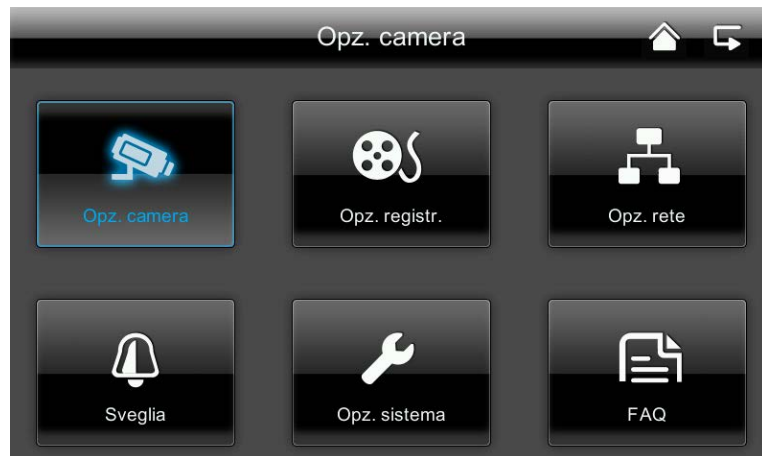 Opz. camera
Opz. camera
Opz. registr.
Opz. rete
Sveglia
Opz. sistema
FAQ